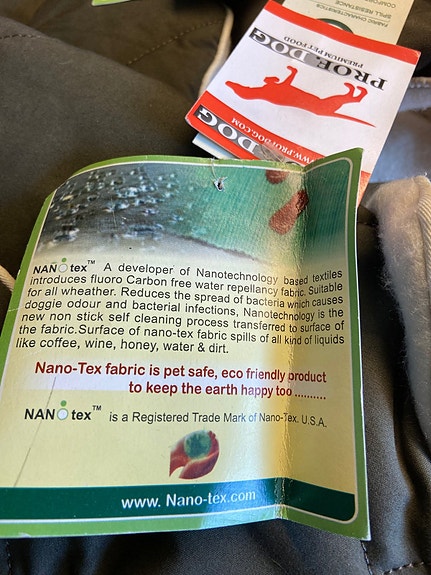 FABRIC CHARACTERISTICS
SPILL RESISTANCE
PROF. DOG
PREMIUM PET FOOD
DOG
WWW.PROFDOG.COM
NANOtex™ A developer of Nanotechnology based textiles
introduces fluoro Carbon free water repellancy fabric. Suitable
for all wheather. Reduces the spread of bacteria which causes
doggie odour and bacterial infections, Nanotechnology is the
new non stick self cleaning process transferred to surface of
the fabric.Surface of nano-tex fabric spills of all kind of liquids
like coffee, wine, honey, water & dirt.
Nano-Tex fabric is pet safe, eco friendly product
to keep the earth happy too ..........
NANOtex™ is a Registered Trade Mark of Nano-Tex. U.S.A.
www. Nano-tex.com